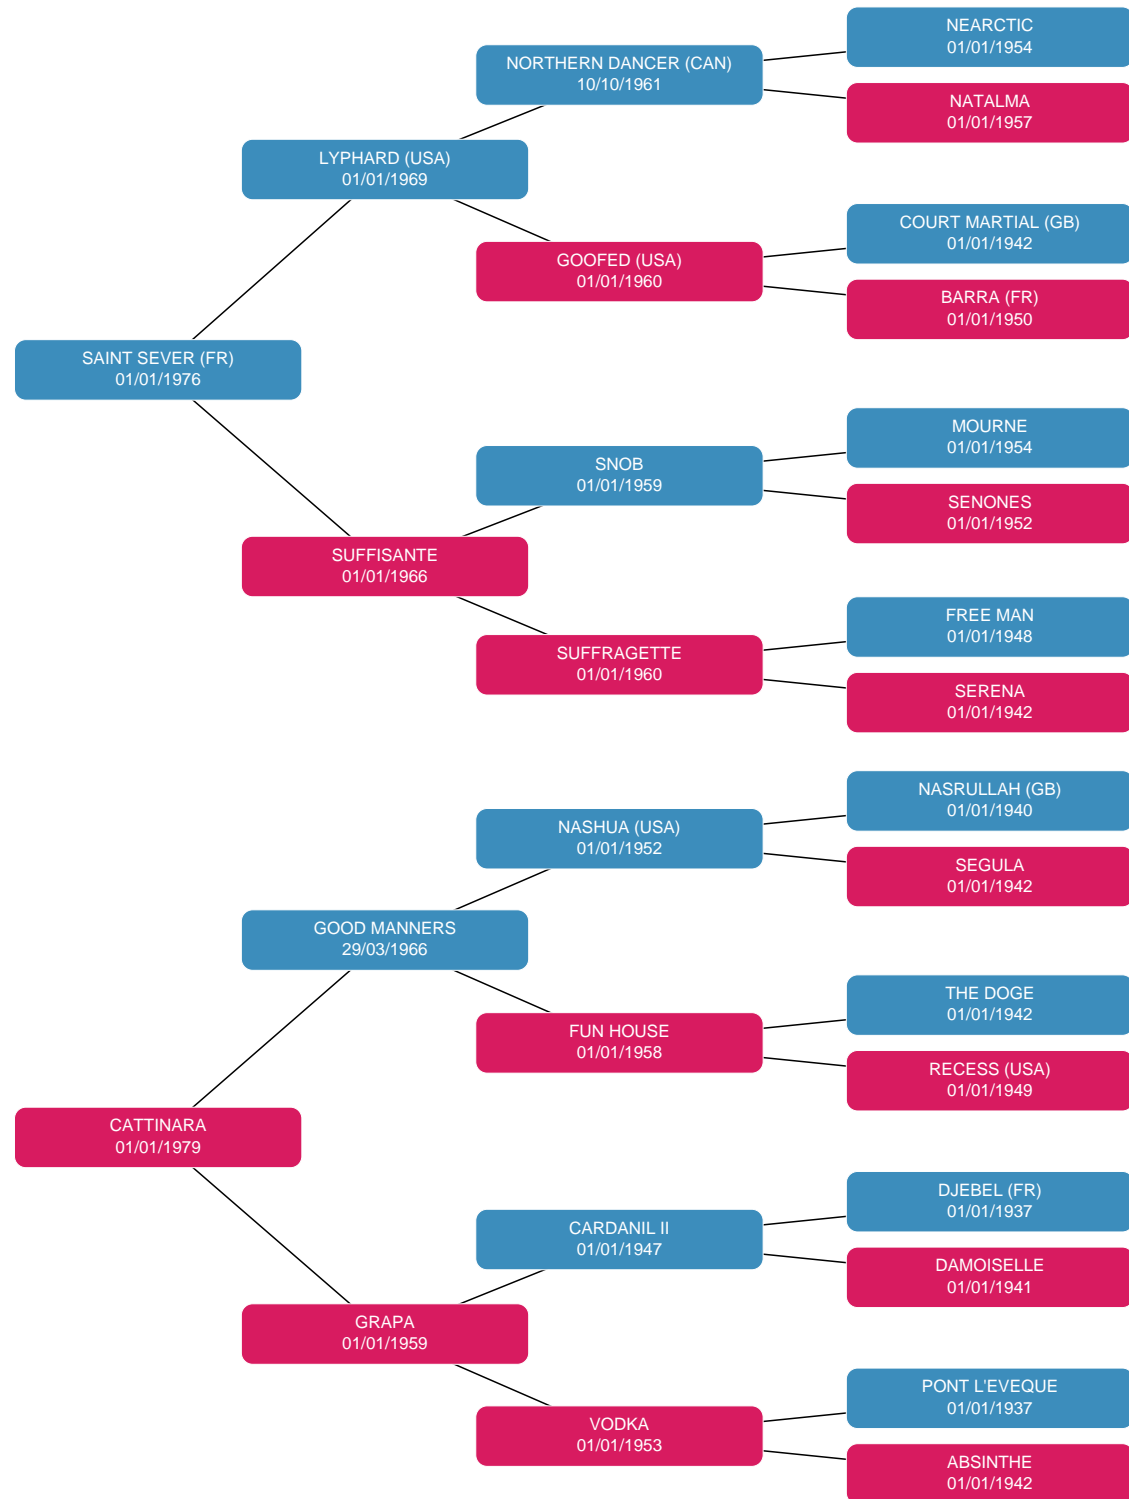 NEARCTIC
01/01/1954
NORTHERN DANCER (CAN)
10/10/1961
NATALMA
01/01/1957
LYPHARD (USA)
01/01/1969
COURT MARTIAL (GB)
01/01/1942
GOOFED (USA)
01/01/1960
BARRA (FR)
01/01/1950
SAINT SEVER (FR)
01/01/1976
MOURNE
01/01/1954
SNOB
01/01/1959
SENONES
01/01/1952
SUFFISANTE
01/01/1966
FREE MAN
01/01/1948
SUFFRAGETTE
01/01/1960
SERENA
01/01/1942
NASRULLAH (GB)
01/01/1940
NASHUA (USA)
01/01/1952
SEGULA
01/01/1942
GOOD MANNERS
29/03/1966
THE DOGE
01/01/1942
FUN HOUSE
01/01/1958
RECESS (USA)
01/01/1949
CATTINARA
01/01/1979
DJEBEL (FR)
01/01/1937
CARDANIL II
01/01/1947
DAMOISELLE
01/01/1941
GRAPA
01/01/1959
PONT L'EVEQUE
01/01/1937
VODKA
01/01/1953
ABSINTHE
01/01/1942